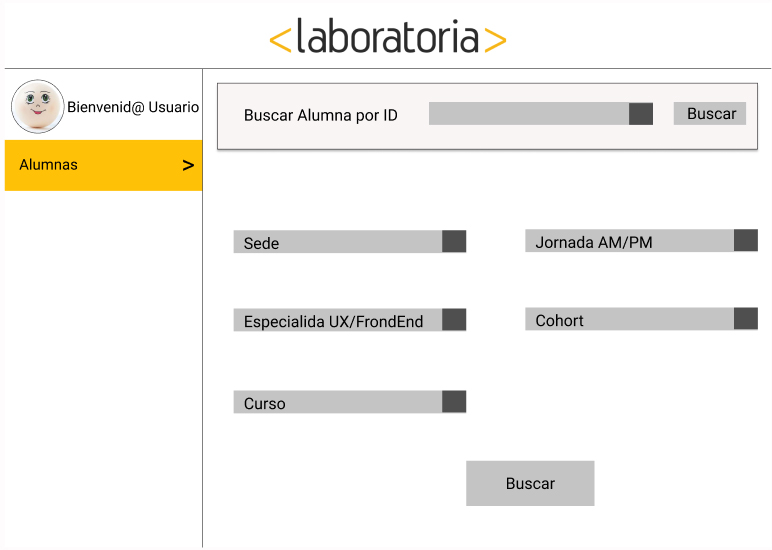 <laboratoria>
Bienvenid@ Usuario
Alumnas >
Buscar Alumna por ID
Buscar
Sede
Jornada AM/PM
Especialida UX/FrondEnd
Cohort
Curso
Buscar